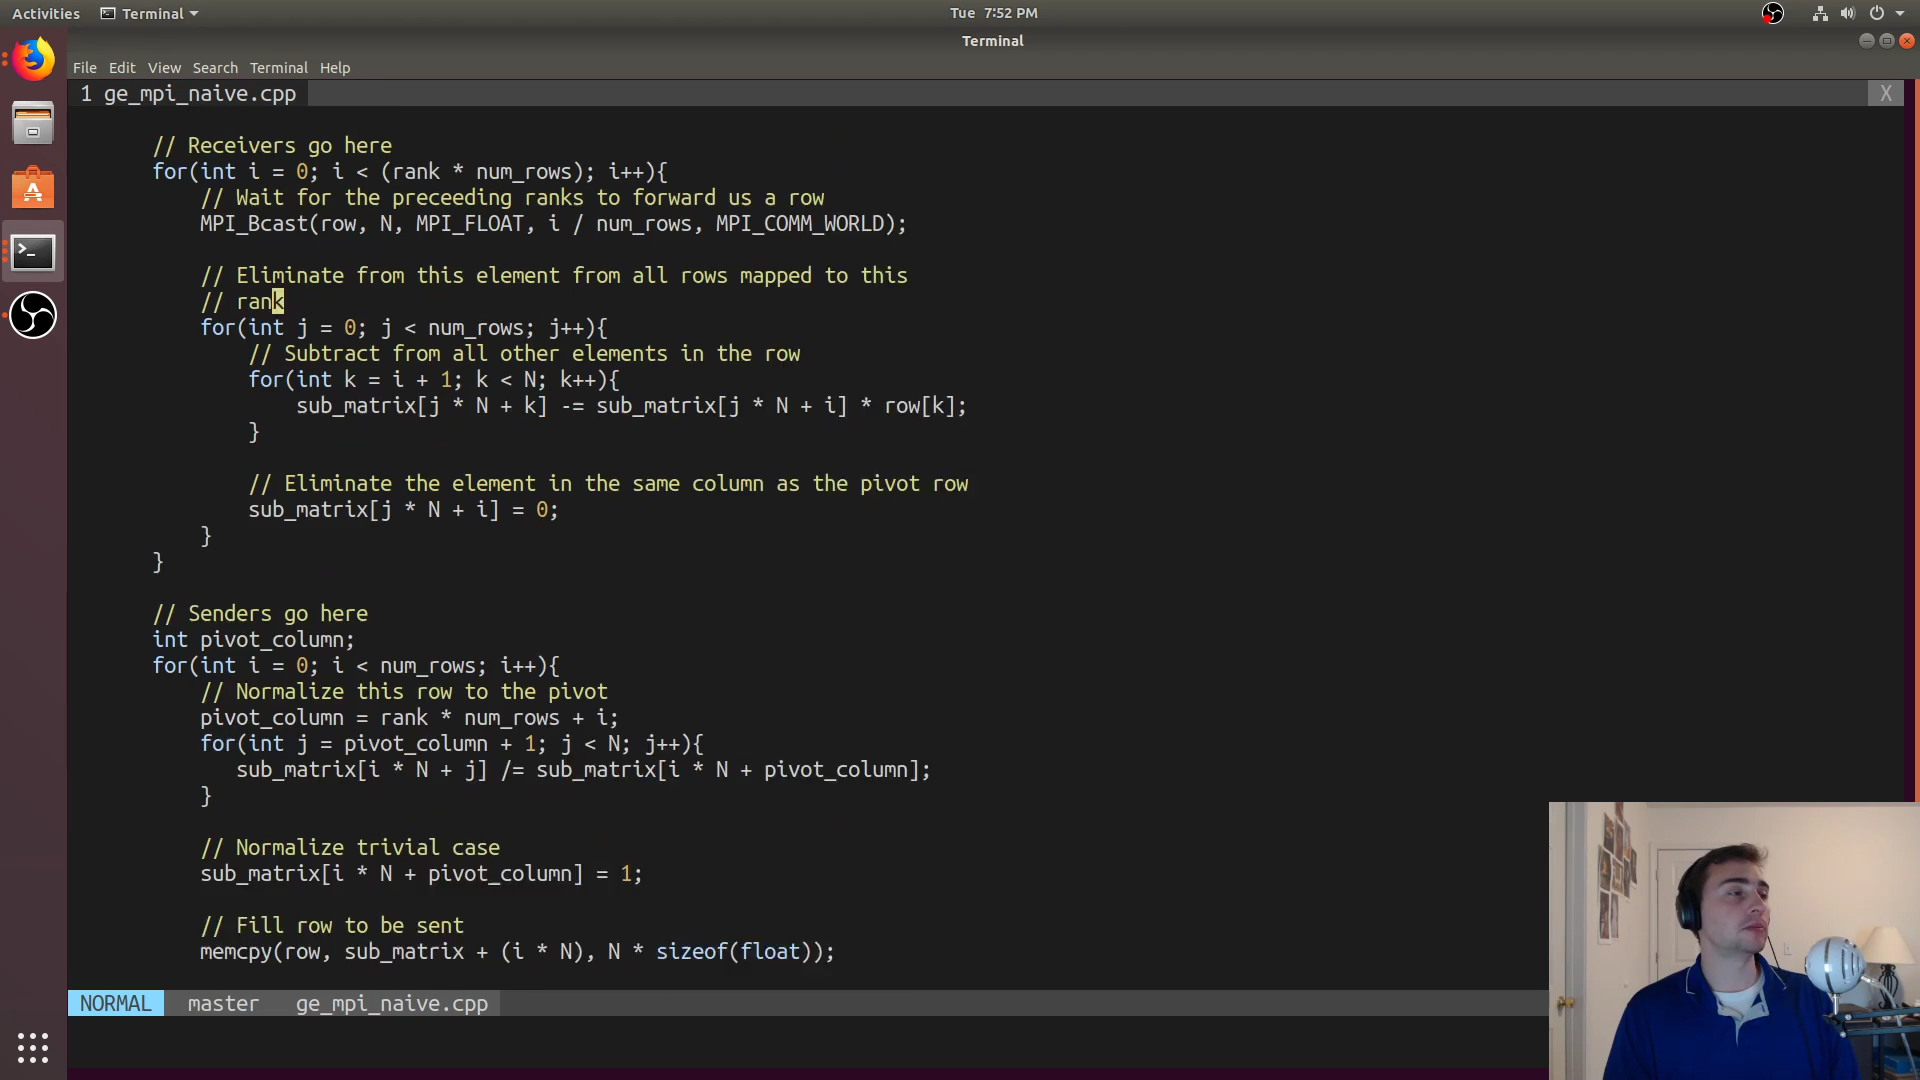 Activities
Terminal
Tue 7:52 PM
Terminal
File Edit View Search Terminal Help
1 ge_mpi_naive.cpp
X
// Receivers go here
for(int i = 0; i < (rank * num_rows); i++){
// Wait for the preceeding ranks to forward us a row
MPI_Bcast(row, N, MPI_FLOAT, i / num_rows, MPI_COMM_WORLD);
// Eliminate from this element from all rows mapped to this
// rank
for(int j = 0; j < num_rows; j++){
// Subtract from all other elements in the row
for(int k = i + 1; k < N; k++){
sub_matrix[j * N + k] -= sub_matrix[j * N + i] * row[k];
}
// Eliminate the element in the same column as the pivot row
sub_matrix[j * N + i] = 0;
}
}
// Senders go here
int pivot_column;
for(int i = 0; i < num_rows; i++){
// Normalize this row to the pivot
pivot_column = rank * num_rows + i;
for(int j = pivot_column + 1; j < N; j++){
sub_matrix[i * N + j] /= sub_matrix[i * N + pivot_column];
}
// Normalize trivial case
sub_matrix[i * N + pivot_column] = 1;
// Fill row to be sent
memcpy(row, sub_matrix + (i * N), N * sizeof(float));
NORMAL master ge_mpi_naive.cpp